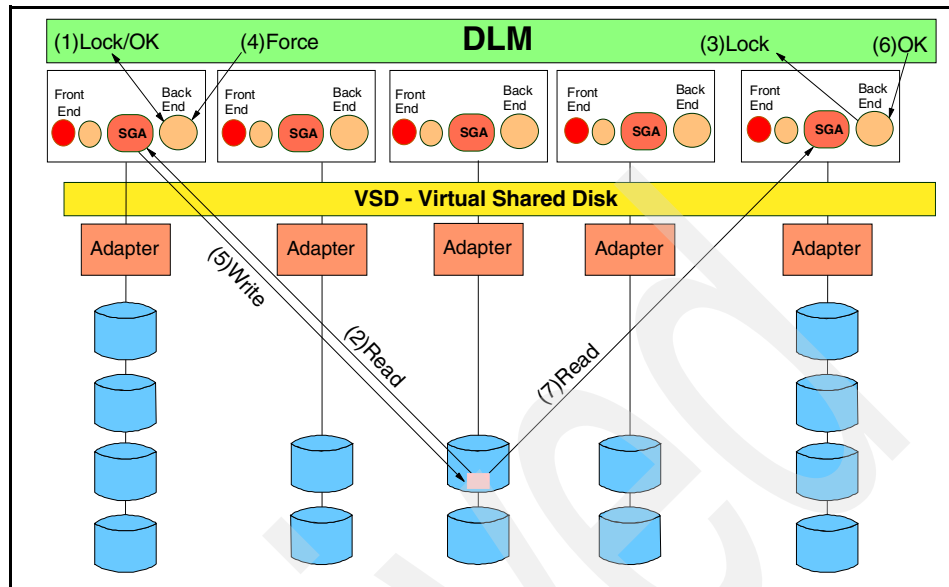 DLM
(1)Lock/OK
(4)Force
(3)Lock
(6)OK
Front
End
Back
End
SGA
Front
End
Back
End
SGA
Front
End
Back
End
SGA
Front
End
Back
End
SGA
Front
End
Back
End
SGA
VSD - Virtual Shared Disk
Adapter
Adapter
Adapter
Adapter
Adapter
(5)Write
(2)Read
(7)Read